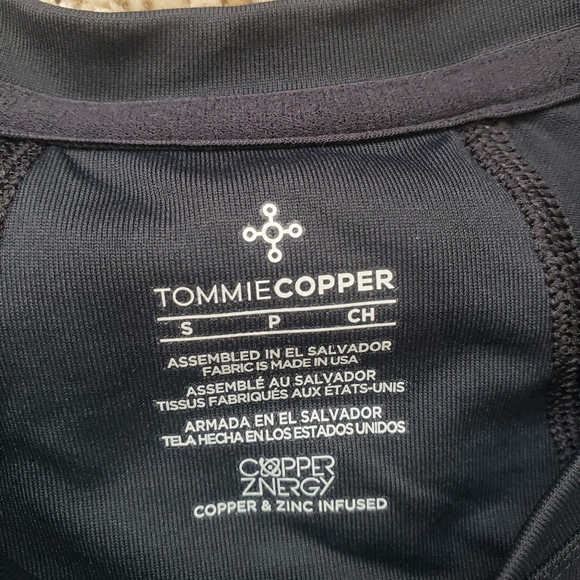 TOMMIECOPPER
S P CH
ASSEMBLED IN EL SALVADOR
FABRIC IS MADE IN USA
ASSEMBLÉ AU SALVADOR
TISSUS FABRIQUÉS AUX ÉTATS-UNIS
ARMADA EN EL SALVADOR
TELA HECHA EN LOS ESTADOS UNIDOS
COPPER
ZNERGY
COPPER & ZINC INFUSED